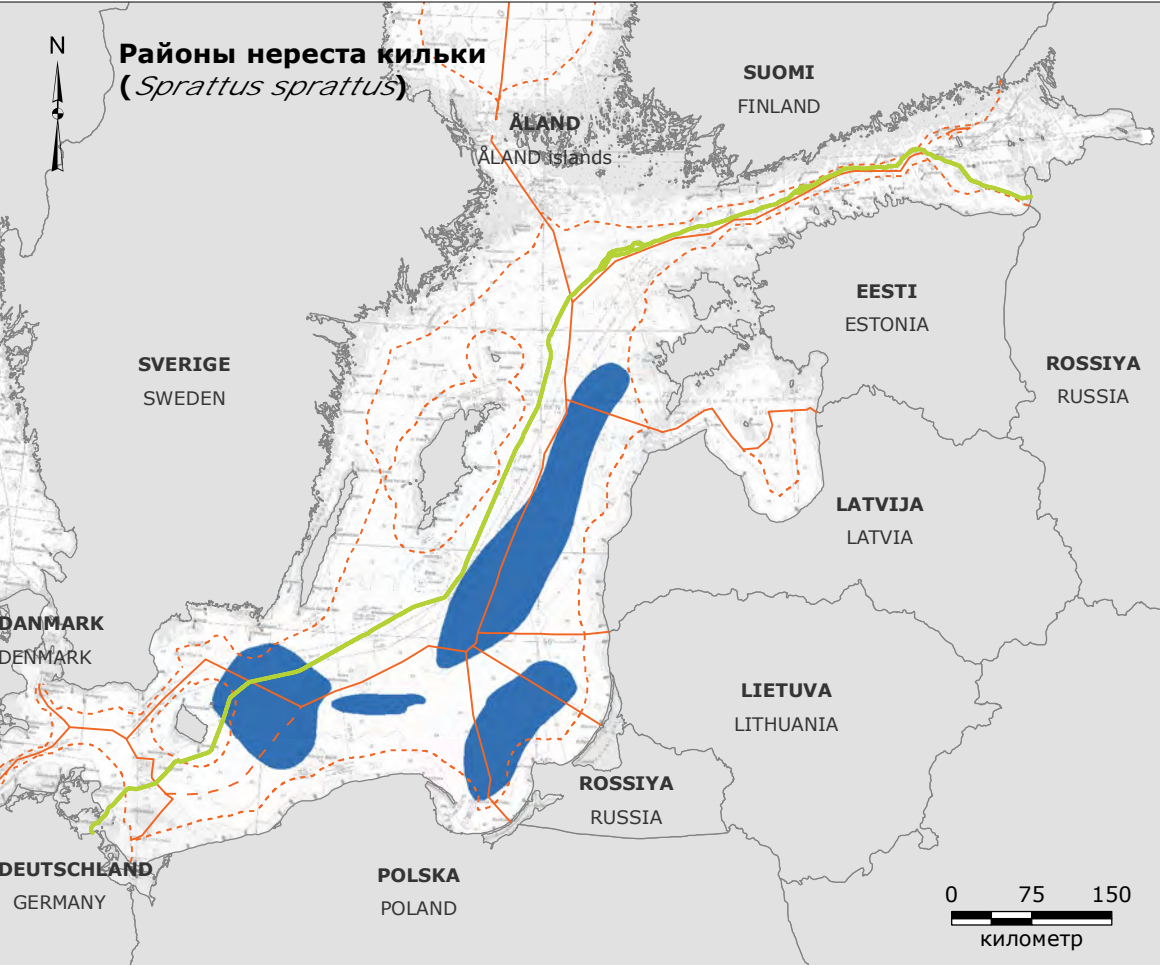 N
Районы нереста кильки
(Sprattus sprattus)
SUOMI
FINLAND
ÅLAND
ÅLAND islands
EESTI
ESTONIA
SVERIGE
SWEDEN
ROSSIYA
RUSSIA
LATVIJA
LATVIA
DANMARK
DENMARK
LIETUVA
LITHUANIA
ROSSIYA
RUSSIA
DEUTSCHLAND
GERMANY
POLSKA
POLAND
0 75 150
километр